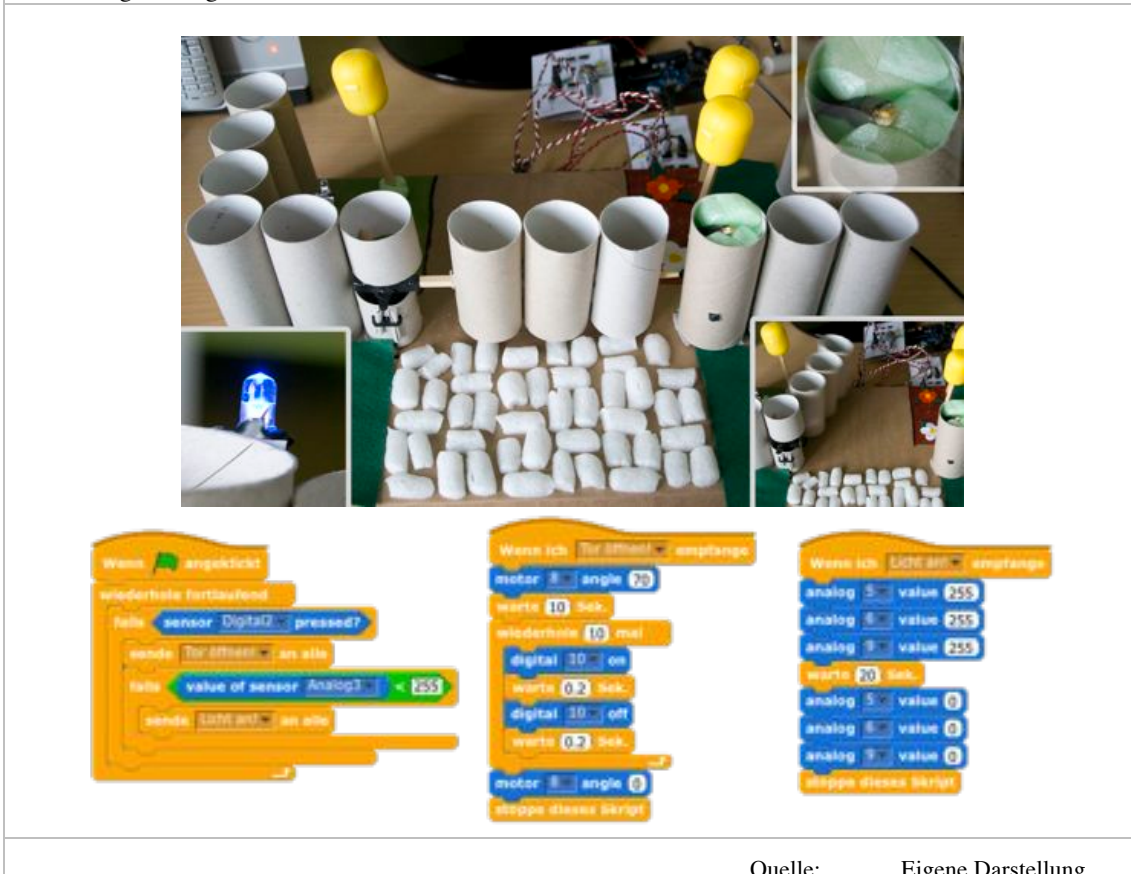 Wenn angeklickt
wiederhole fortlaufend
falls sensor Digital2 pressed?
sende Tor öffnen! an alle
falls value of sensor Analog3 < 255
sende Licht an! an alle
Wenn ich Tor öffnen! empfange
motor 8 angle 70
warte 10 Sek.
wiederhole 10 mal
digital 10 on
warte 0.2 Sek.
digital 10 off
warte 0.2 Sek.
motor 8 angle 0
stoppe dieses Skript
Wenn ich Licht an! empfange
analog 5 value 255
analog 6 value 255
analog 9 value 255
warte 20 Sek.
analog 5 value 0
analog 6 value 0
analog 9 value 0
stoppe dieses Skript
Quelle: Eigene Darstellung